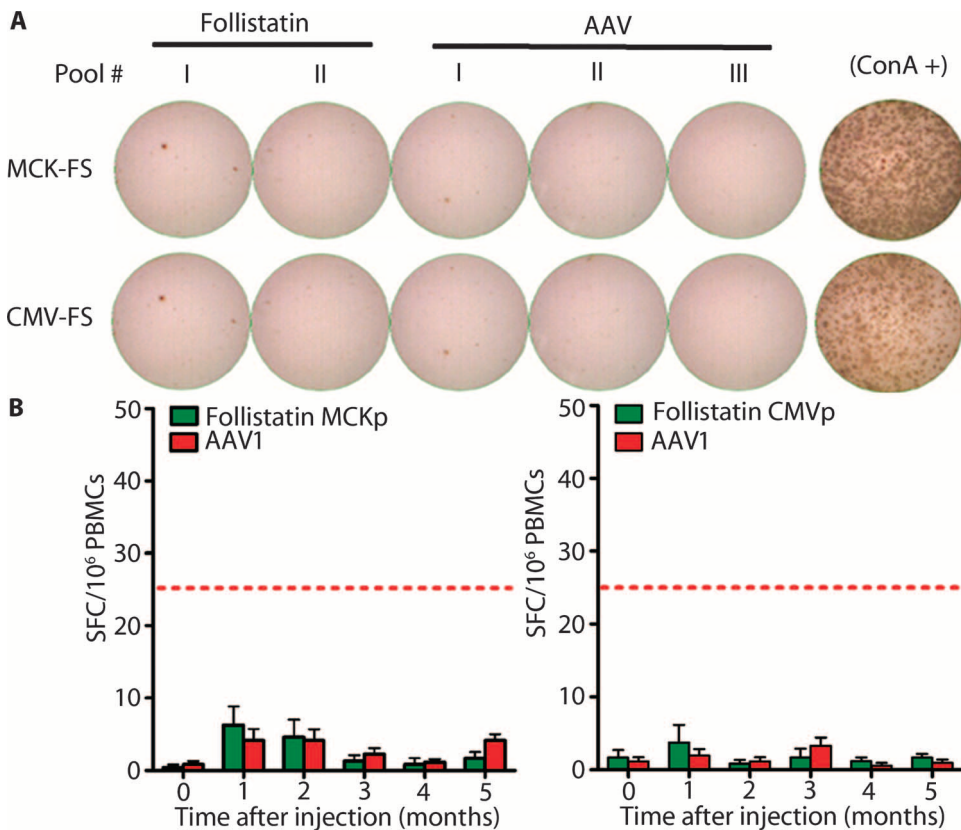 A
Follistatin AAV
Pool # I II I II III (ConA +)
MCK-FS
CMV-FS
B
50
40
30
20
10
0
SFC/10⁶ PBMCs
Follistatin MCKp
AAV1
0 1 2 3 4 5
Time after injection (months)
50
40
30
20
10
0
SFC/10⁶ PBMCs
Follistatin CMVp
AAV1
0 1 2 3 4 5
Time after injection (months)